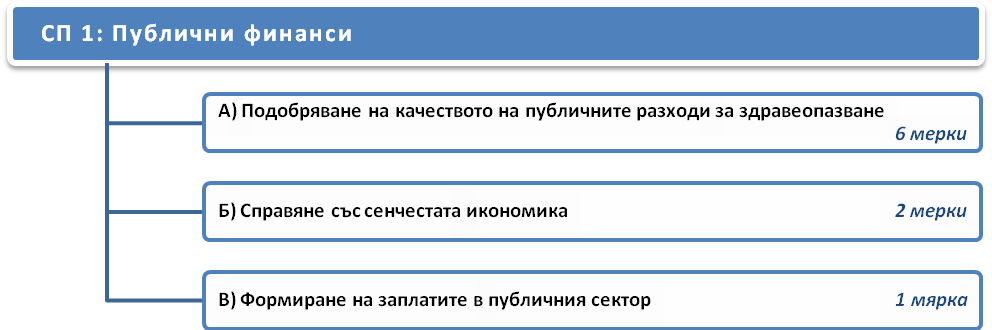 СП 1: Публични финанси
А) Подобряване на качеството на публичните разходи за здравеопазване
6 мерки
Б) Справяне със сенчестата икономика 2 мерки
В) Формиране на заплатите в публичния сектор 1 мярка